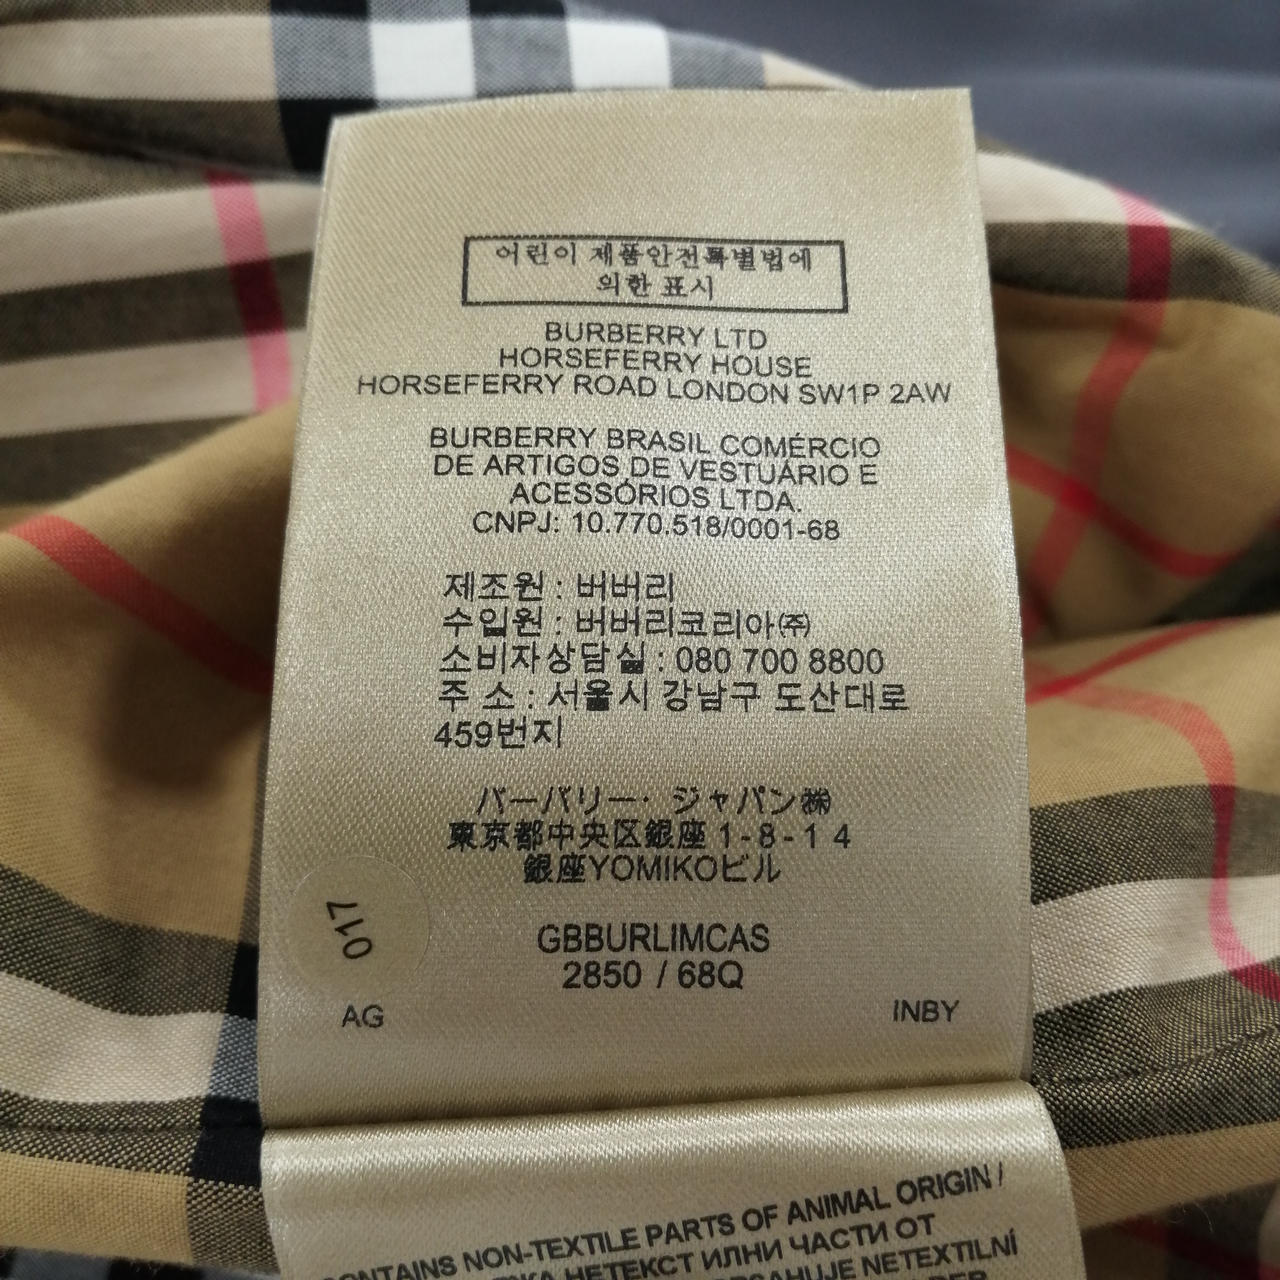 어린이 제품안전특별법에
의한 표시
BURBERRY LTD
HORSEFERRY HOUSE
HORSEFERRY ROAD LONDON SW1P 2AW
BURBERRY BRASIL COMÉRCIO
DE ARTIGOS DE VESTUÁRIO E
ACESSÓRIOS LTDA.
CNPJ: 10.770.518/0001-68
제조원 : 버버리
수입원 : 버버리코리아㈜
소비자상담실 : 080 700 8800
주 소 : 서울시 강남구 도산대로
459번지
バーバリー・ジャパン㈱
東京都中央区銀座 1-8-14
銀座YOMIKOビル
017
GBBURLIMCAS
2850 / 68Q
AG
INBY
CONTAINS NON-TEXTILE PARTS OF ANIMAL ORIGIN /
НЕТЕКСТИЛНИ ЧАСТИ ОТ
OBSAHUJE NETEXTILNÍ